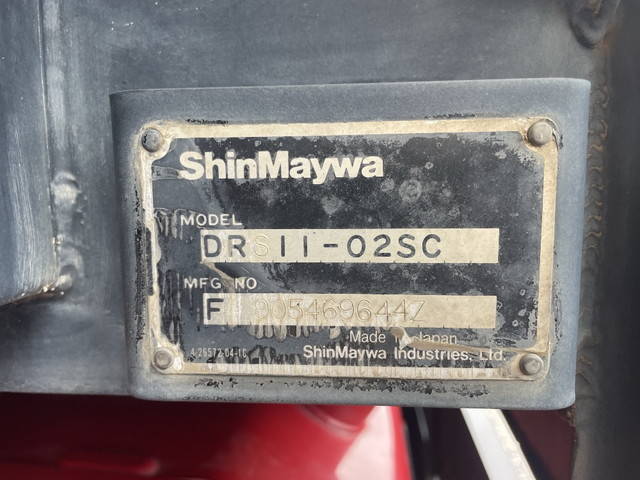 ShinMaywa
MODEL
DRS11-02SC
MFG NO
F
Made in Japan
ShinMaywa Industries, Ltd.